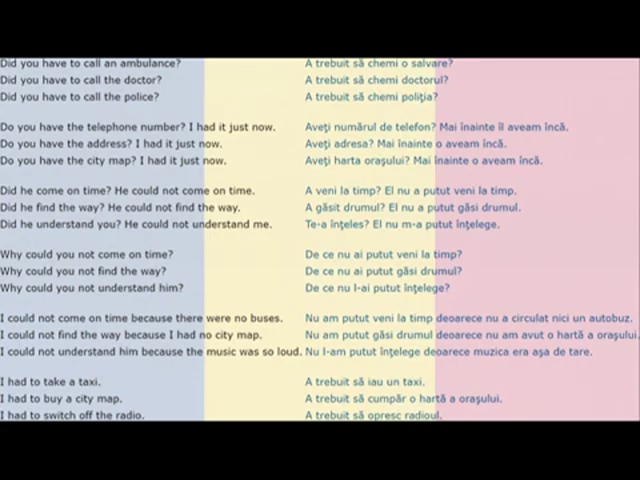 Did you have to call an ambulance? A trebuit să chemi o salvare?
Did you have to call the doctor? A trebuit să chemi doctorul?
Did you have to call the police? A trebuit să chemi poliţia?
Do you have the telephone number? I had it just now. Aveţi numărul de telefon? Mai înainte îl aveam încă.
Do you have the address? I had it just now. Aveţi adresa? Mai înainte o aveam încă.
Do you have the city map? I had it just now. Aveţi harta oraşului? Mai înainte o aveam încă.
Did he come on time? He could not come on time. A veni la timp? El nu a putut veni la timp.
Did he find the way? He could not find the way. A găsit drumul? El nu a putut găsi drumul.
Did he understand you? He could not understand me. Te-a înţeles? El nu m-a putut înţelege.
Why could you not come on time? De ce nu ai putut veni la timp?
Why could you not find the way? De ce nu ai putut găsi drumul?
Why could you not understand him? De ce nu l-ai putut înţelege?
I could not come on time because there were no buses. Nu am putut veni la timp deoarece nu a circulat nici un autobuz.
I could not find the way because I had no city map. Nu am putut găsi drumul deoarece nu am avut o hartă a oraşului.
I could not understand him because the music was so loud. Nu l-am putut înţelege deoarece muzica era aşa de tare.
I had to take a taxi. A trebuit să iau un taxi.
I had to buy a city map. A trebuit să cumpăr o hartă a oraşului.
I had to switch off the radio. A trebuit să opresc radioul.